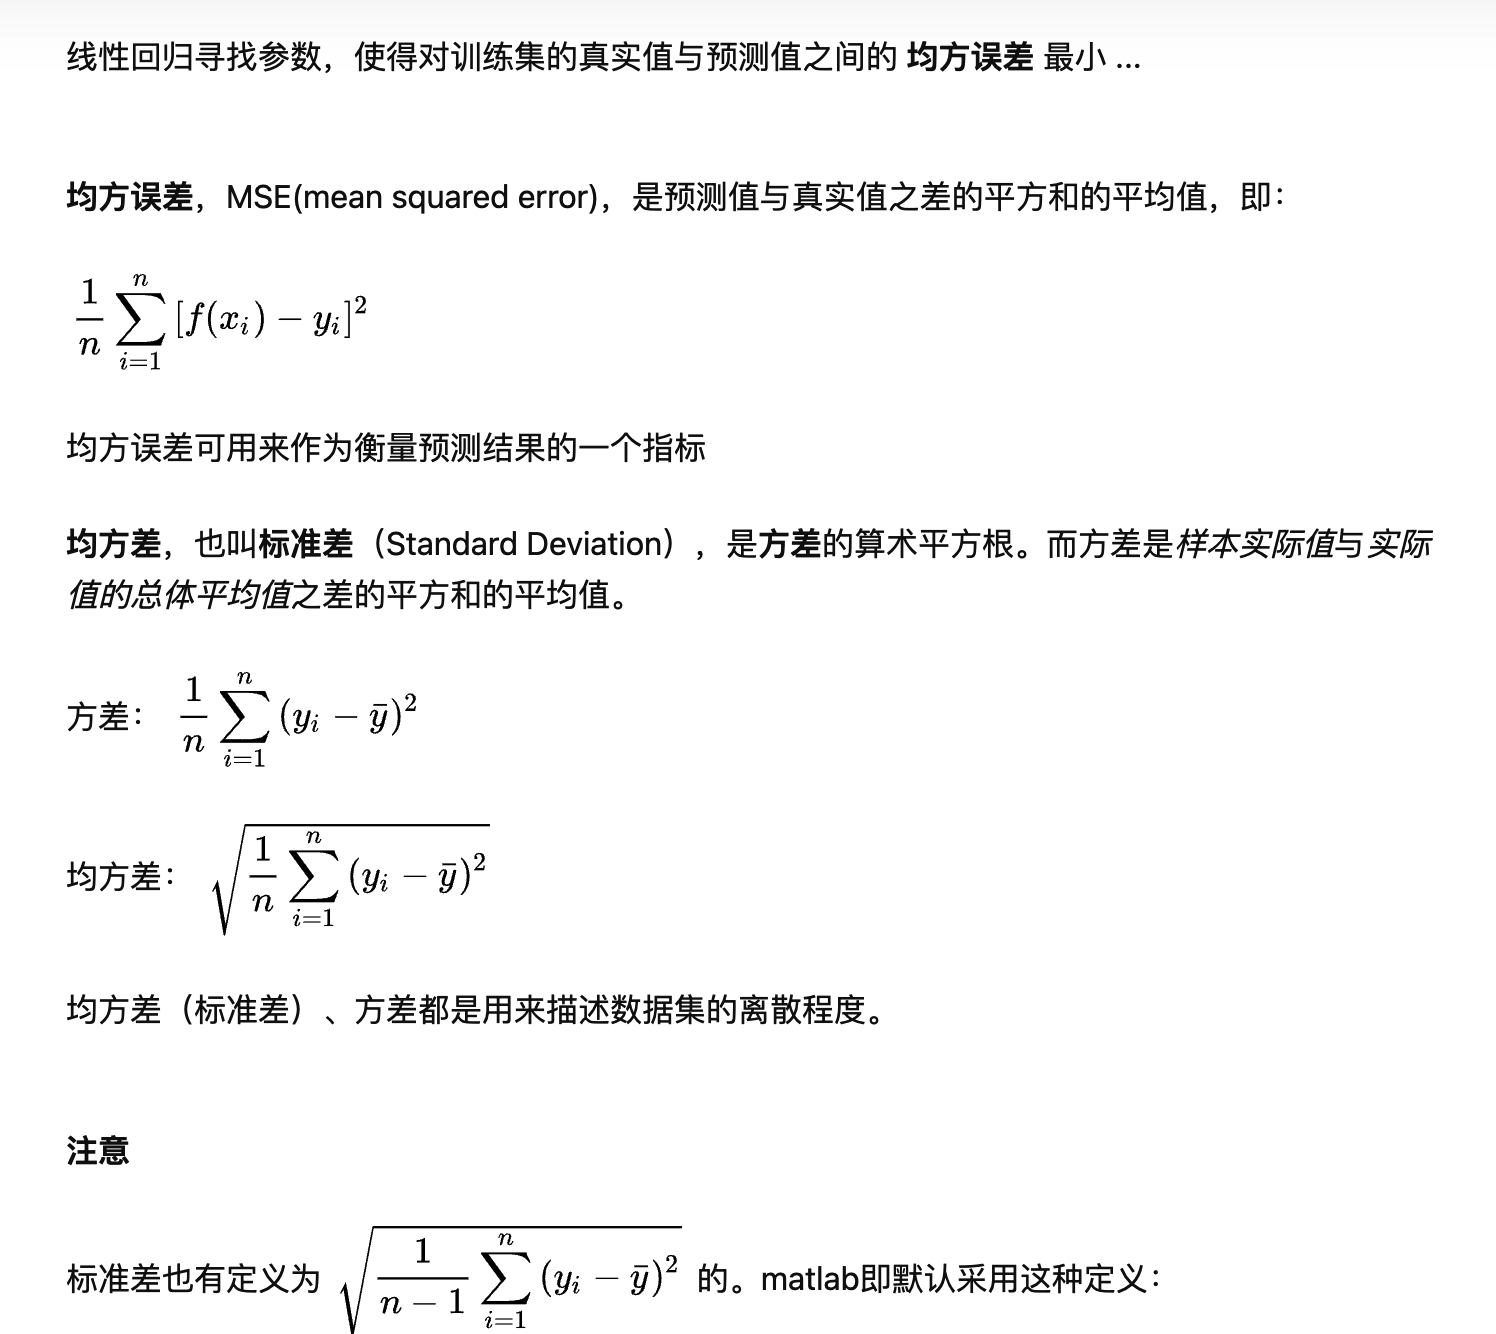 线性回归寻找参数，使得对训练集的真实值与预测值之间的 均方误差 最小 ...
均方误差，MSE(mean squared error)，是预测值与真实值之差的平方和的平均值，即：
\frac{1}{n}\sum_{i=1}^{n}[f(x_i)-y_i]^2
均方误差可用来作为衡量预测结果的一个指标
均方差，也叫标准差（Standard Deviation），是方差的算术平方根。而方差是样本实际值与实际
值的总体平均值之差的平方和的平均值。
方差： \frac{1}{n}\sum_{i=1}^{n}(y_i-\bar{y})^2
均方差： \sqrt{\frac{1}{n}\sum_{i=1}^{n}(y_i-\bar{y})^2}
均方差（标准差）、方差都是用来描述数据集的离散程度。
注意
标准差也有定义为 \sqrt{\frac{1}{n-1}\sum_{i=1}^{n}(y_i-\bar{y})^2} 的。matlab即默认采用这种定义：